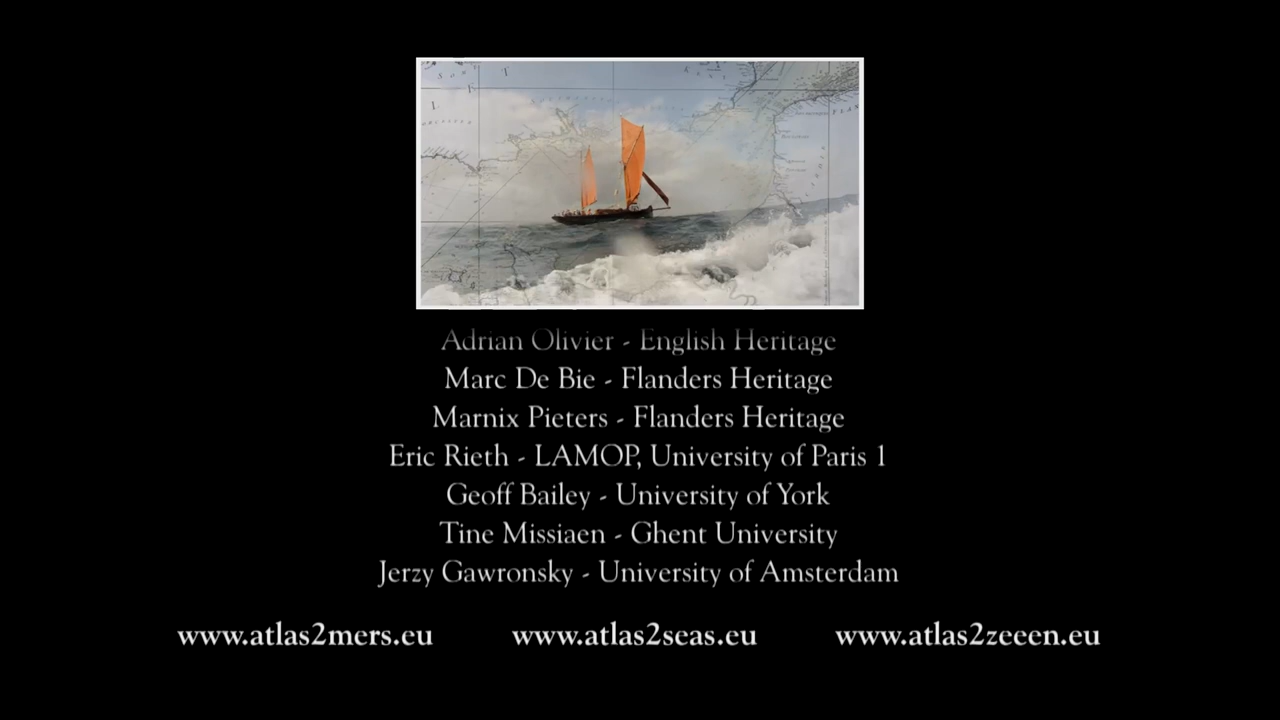 Adrian Olivier - English Heritage
Marc De Bie - Flanders Heritage
Marnix Pieters - Flanders Heritage
Eric Rieth - LAMOP, University of Paris 1
Geoff Bailey - University of York
Tine Missiaen - Ghent University
Jerzy Gawronsky - University of Amsterdam
www.atlas2mers.eu www.atlas2seas.eu www.atlas2zeeen.eu